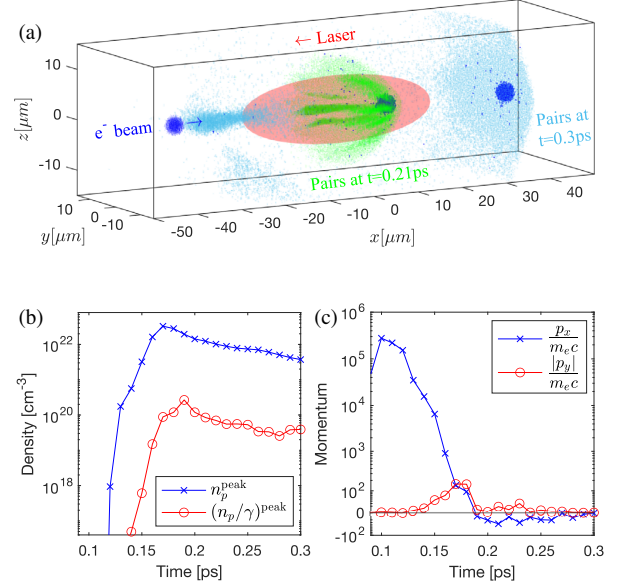 (a)
← Laser
z[μm]
10
0
-10
e⁻ beam
Pairs at
t=0.3ps
Pairs at t=0.21ps
10
0
-10
y[μm]
-50
-40
-30
-20
-10
0
10
20
30
40
x[μm]
(b)
Density [cm⁻³]
10²²
10²⁰
10¹⁸
n_p^peak
(n_p/γ)^peak
0.1
0.15
0.2
0.25
0.3
Time [ps]
(c)
Momentum
10⁶
10⁵
10⁴
10²
0
-10²
p_x/m_e c
|p_y|/m_e c
0.1
0.15
0.2
0.25
0.3
Time [ps]